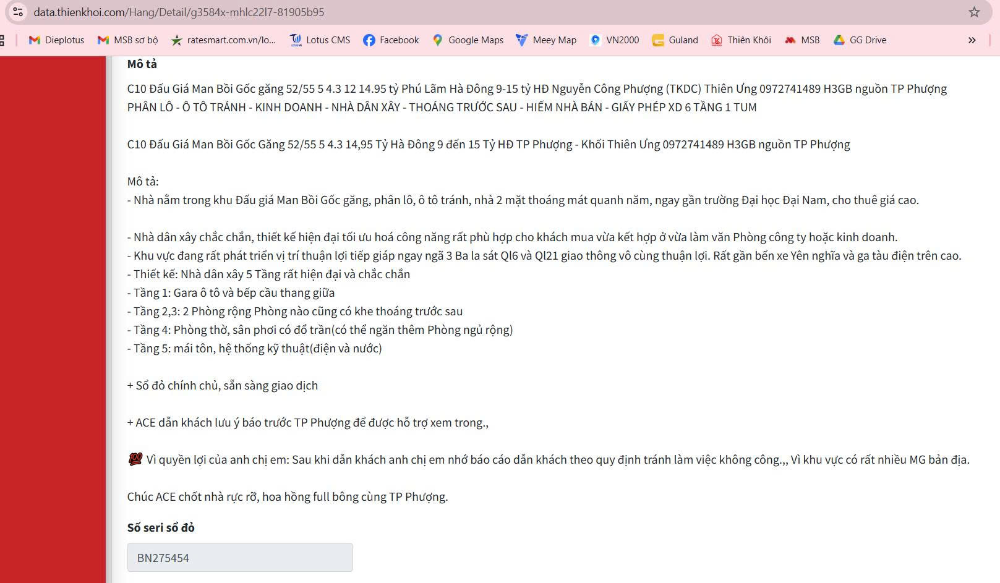 data.thienkhoi.com/Hang/Detail/g3584x-mhlc22l7-81905b95
Dieplotus MSB sơ bộ ratesmart.com.vn/lo... Lotus CMS Facebook Google Maps Meey Map VN2000 Guland Thiên Khôi MSB GG Drive »
Mô tả
C10 Đấu Giá Man Bồi Gốc găng 52/55 5 4.3 12 14.95 tỷ Phú Lãm Hà Đông 9-15 tỷ HĐ Nguyễn Công Phượng (TKDC) Thiên Ưng 0972741489 H3GB nguồn TP Phượng
PHÂN LÔ - Ô TÔ TRÁNH - KINH DOANH - NHÀ DÂN XÂY - THOÁNG TRƯỚC SAU - HIẾM NHÀ BÁN - GIẤY PHÉP XD 6 TẦNG 1 TUM
C10 Đấu Giá Man Bồi Gốc Găng 52/55 5 4.3 14,95 Tỷ Hà Đông 9 đến 15 Tỷ HĐ TP Phượng - Khối Thiên Ưng 0972741489 H3GB nguồn TP Phượng
Mô tả:
- Nhà nằm trong khu Đấu giá Man Bồi Gốc găng, phân lô, ô tô tránh, nhà 2 mặt thoáng mát quanh năm, ngay gần trường Đại học Đại Nam, cho thuê giá cao.
- Nhà dân xây chắc chắn, thiết kế hiện đại tối ưu hoá công năng rất phù hợp cho khách mua vừa kết hợp ở vừa làm văn Phòng công ty hoặc kinh doanh.
- Khu vực đang rất phát triển vị trí thuận lợi tiếp giáp ngay ngã 3 Ba la sát Ql6 và Ql21 giao thông vô cùng thuận lợi. Rất gần bến xe Yên nghĩa và ga tàu điện trên cao.
- Thiết kế: Nhà dân xây 5 Tầng rất hiện đại và chắc chắn
- Tầng 1: Gara ô tô và bếp cầu thang giữa
- Tầng 2,3: 2 Phòng rộng Phòng nào cũng có khe thoáng trước sau
- Tầng 4: Phòng thờ, sân phơi có đổ trần(có thể ngăn thêm Phòng ngủ rộng)
- Tầng 5: mái tôn, hệ thống kỹ thuật(điện và nước)
+ Sổ đỏ chính chủ, sẵn sàng giao dịch
+ ACE dẫn khách lưu ý báo trước TP Phượng để được hỗ trợ xem trong.,
💯 Vì quyền lợi của anh chị em: Sau khi dẫn khách anh chị em nhớ báo cáo dẫn khách theo quy định tránh làm việc không công.,, Vì khu vực có rất nhiều MG bản địa.
Chúc ACE chốt nhà rực rỡ, hoa hồng full bông cùng TP Phượng.
Số seri sổ đỏ
BN275454